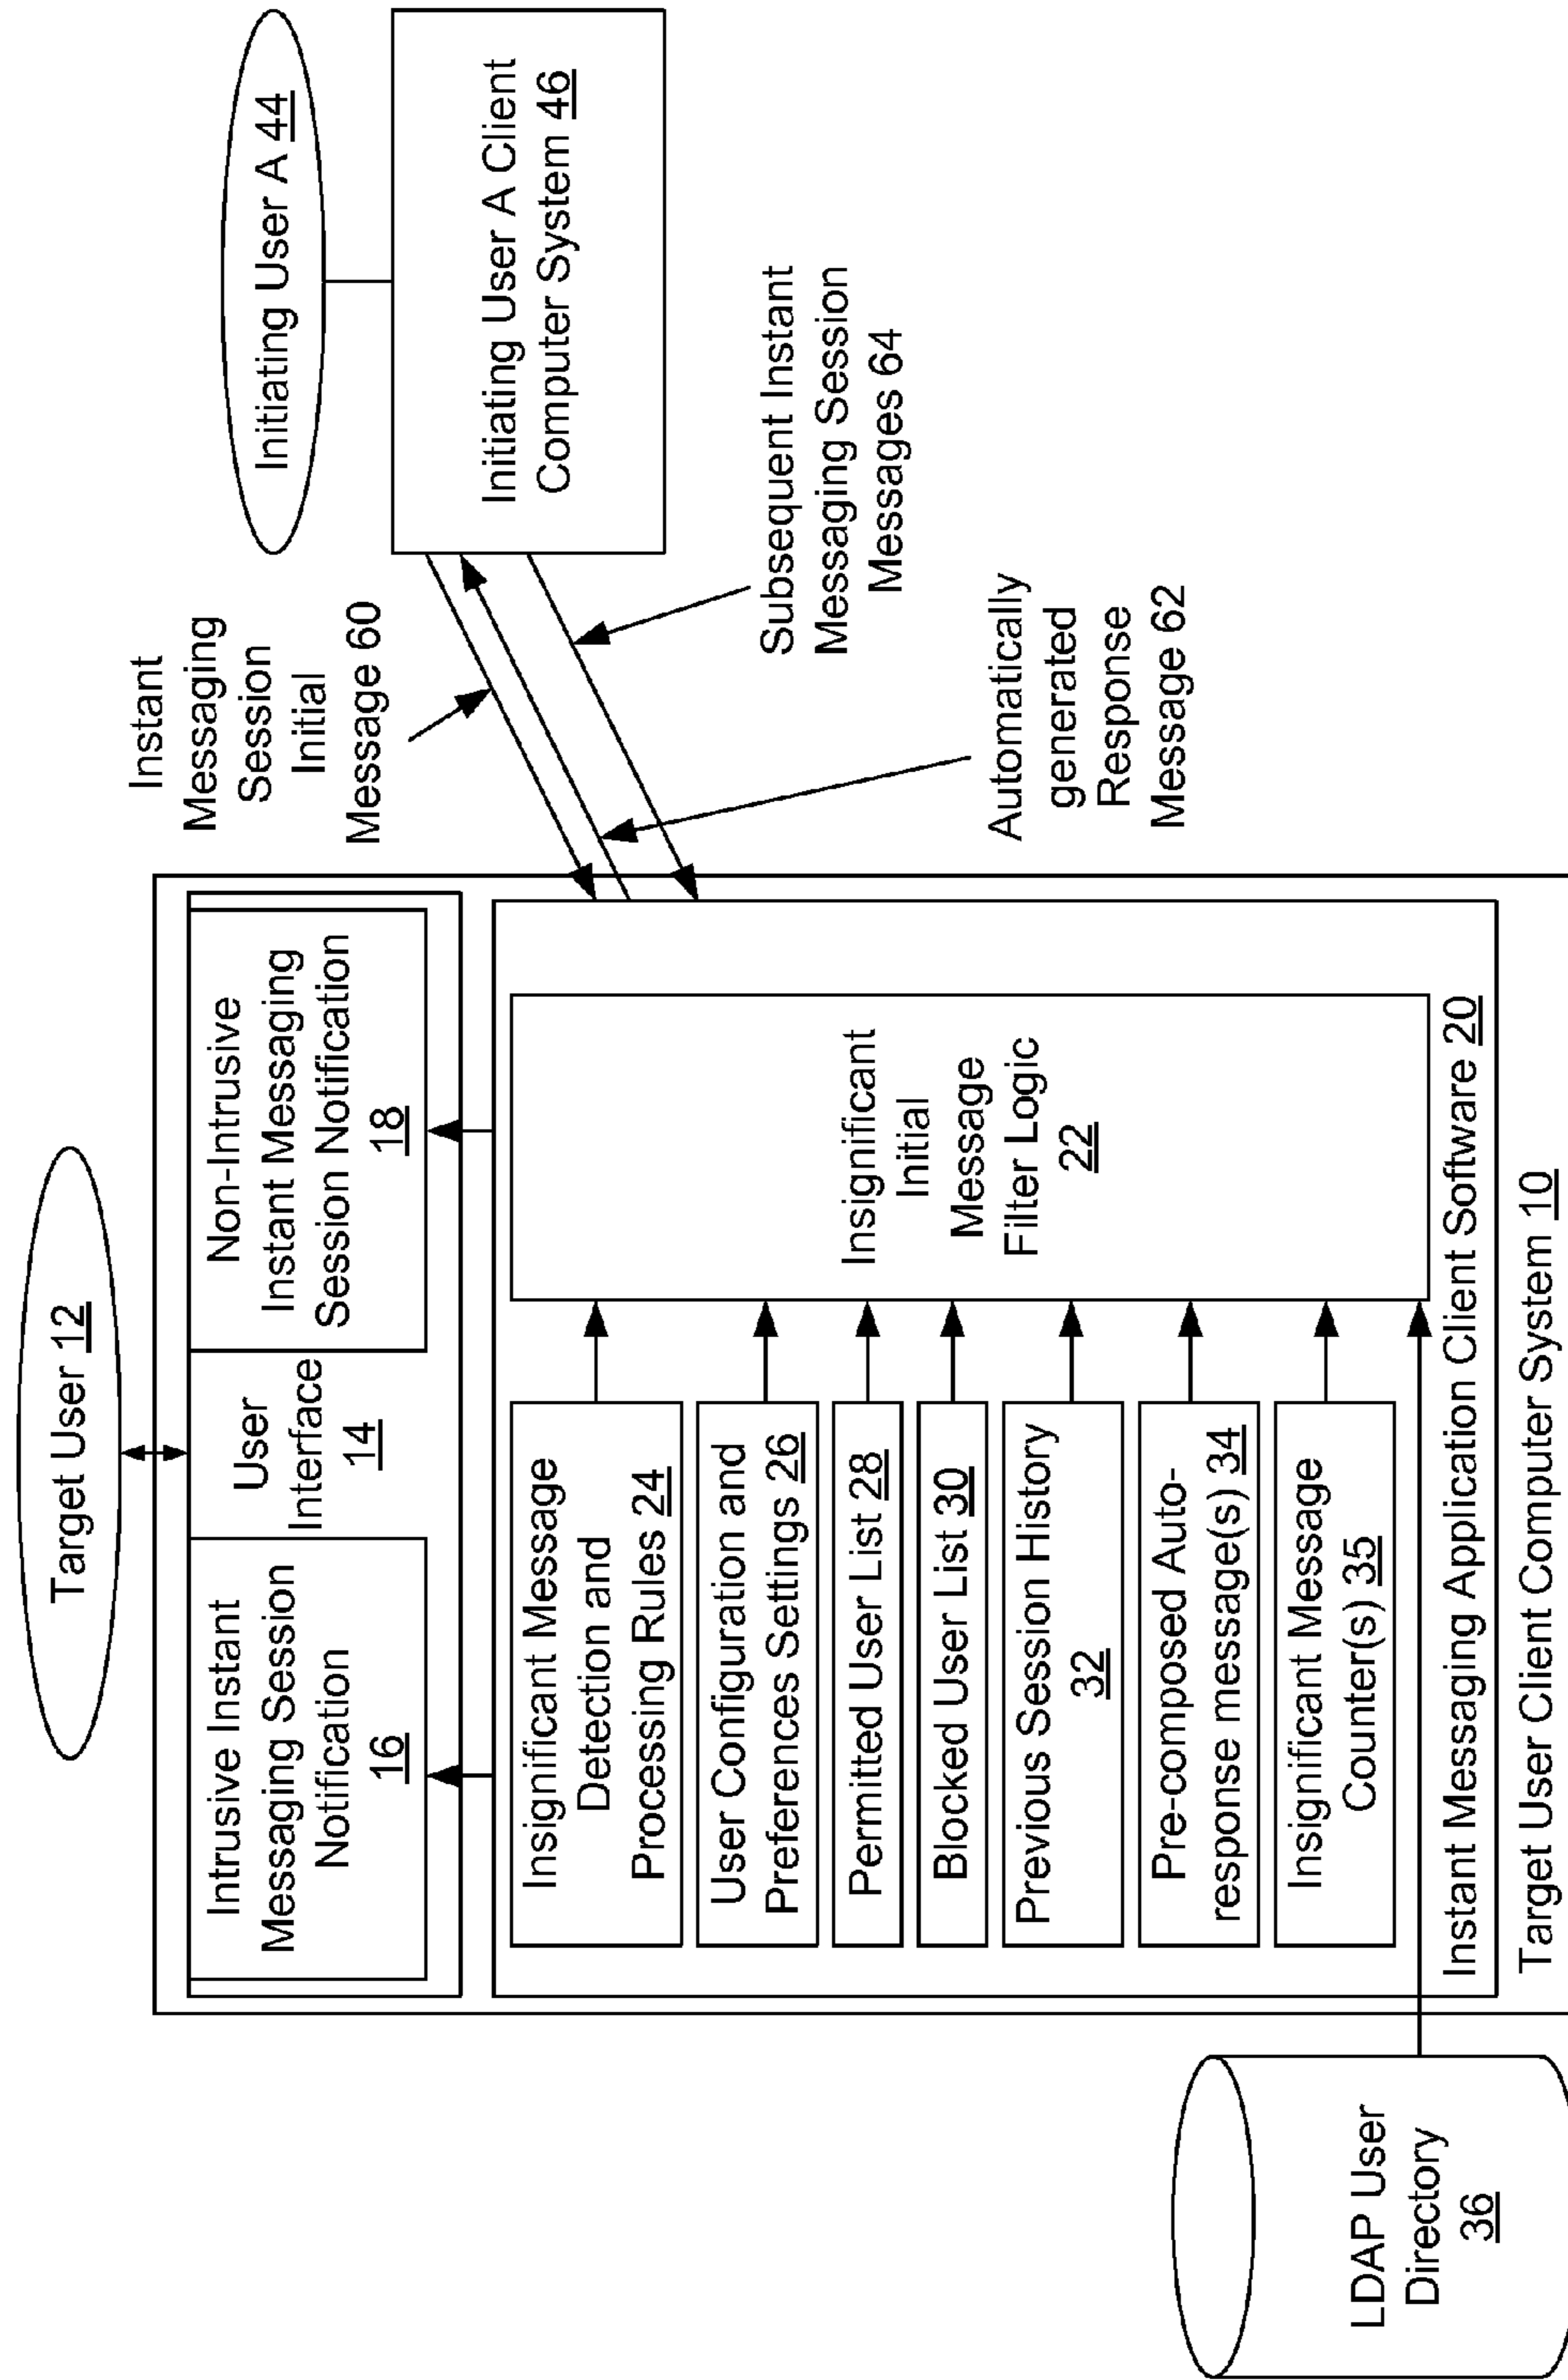 Target User 12
Intrusive Instant
Messaging Session
Notification
16
User
Interface
14
Non-Intrusive
Instant Messaging
Session Notification
18
Insignificant Message
Detection and
Processing Rules 24
User Configuration and
Preferences Settings 26
Permitted User List 28
Blocked User List 30
Previous Session History
32
Pre-composed Auto-
response message(s) 34
Insignificant Message
Counter(s) 35
Insignificant
Initial
Message
Filter Logic
22
Instant Messaging Application Client Software 20
Target User Client Computer System 10
LDAP User
Directory
36
Instant
Messaging
Session
Initial
Message 60
Initiating User A 44
Initiating User A Client
Computer System 46
Subsequent Instant
Messaging Session
Messages 64
Automatically
generated
Response
Message 62